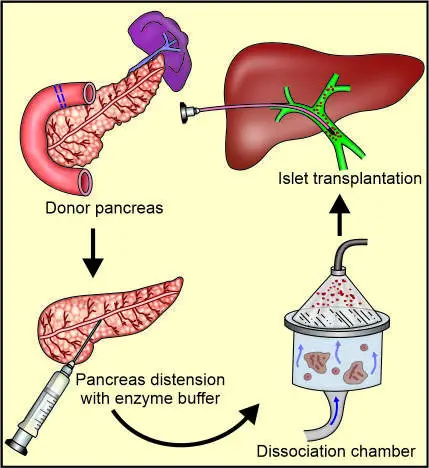 Donor pancreas
Islet transplantation
Pancreas distension
with enzyme buffer
Dissociation chamber